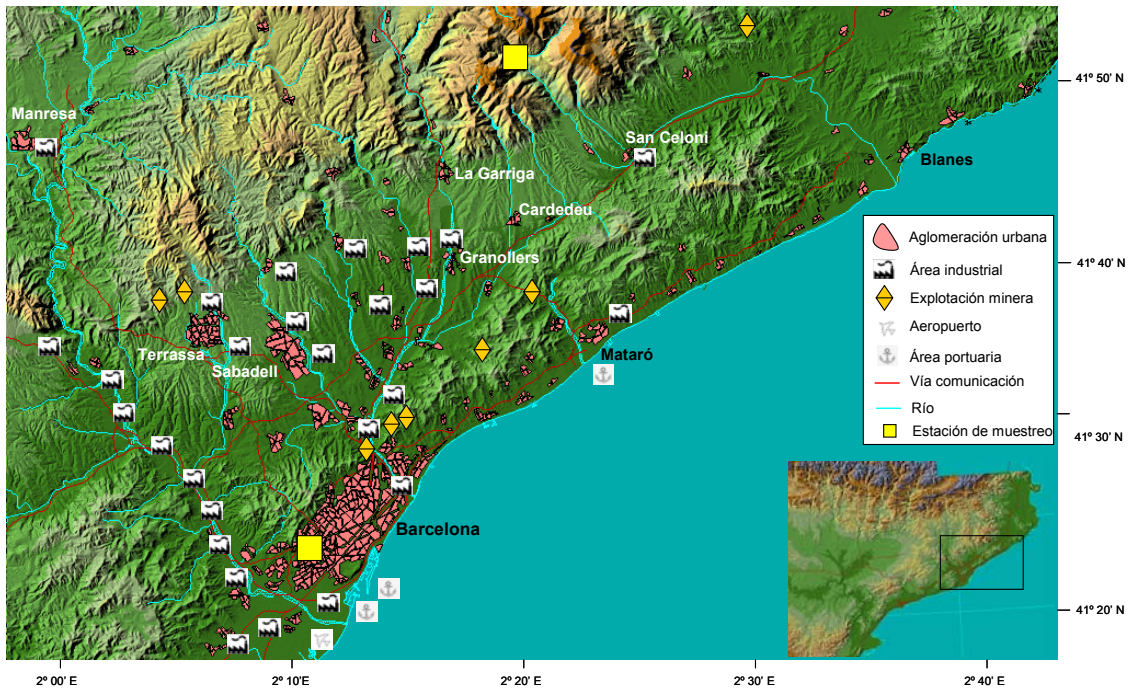 41º 50' N
Manresa
San Celoni
Blanes
La Garriga
Cardedeu
Aglomeración urbana
Granollers
41º 40' N
Área industrial
Explotación minera
Aeropuerto
Área portuaria
Vía comunicación
Río
Estación de muestreo
Terrassa
Sabadell
Mataró
41º 30' N
Barcelona
41º 20' N
2º 00' E
2º 10' E
2º 20' E
2º 30' E
2º 40' E